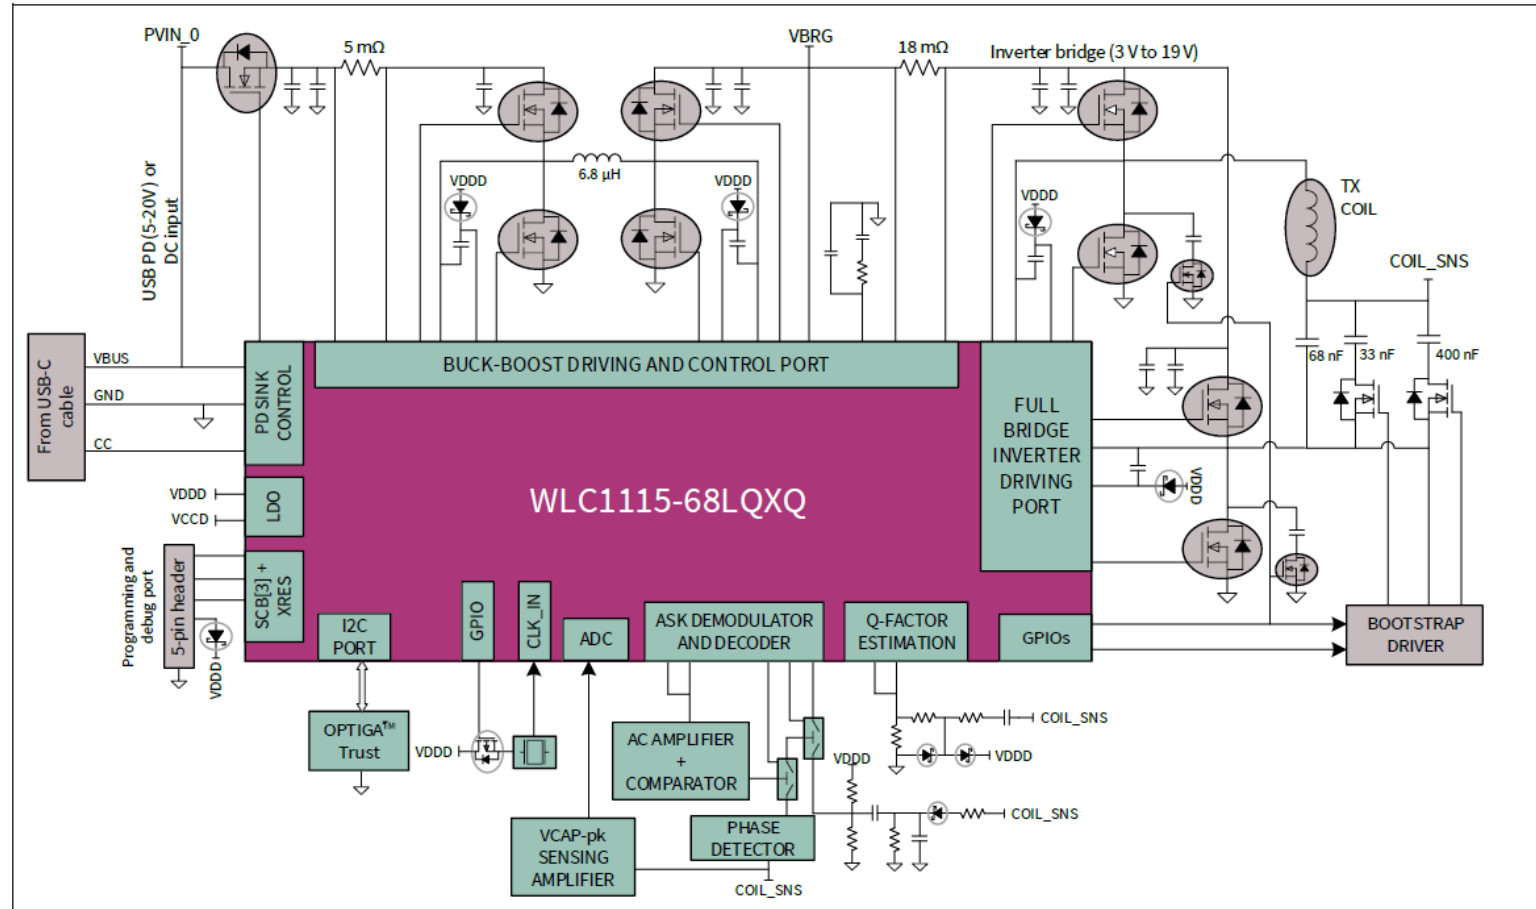 PVIN_0
5 mΩ
VBRG
18 mΩ
Inverter bridge (3 V to 19 V)
USB PD (5-20V) or
DC input
6.8 µH
VDDD
VDDD
VDDD
TX
COIL
COIL_SNS
68 nF
33 nF
400 nF
From USB-C
cable
VBUS
GND
CC
PD SINK
CONTROL
BUCK-BOOST DRIVING AND CONTROL PORT
FULL
BRIDGE
INVERTER
DRIVING
PORT
VDDD
WLC1115-68LQXQ
VDDD
VCCD
LDO
Programming and
debug port
5-pin header
SCB[3] +
XRES
VDDD
I2C
PORT
GPIO
CLK_IN
ADC
ASK DEMODULATOR
AND DECODER
Q-FACTOR
ESTIMATION
GPIOs
BOOTSTRAP
DRIVER
OPTIGA™
Trust
VDDD
AC AMPLIFIER
+
COMPARATOR
COIL_SNS
VDDD
VDDD
COIL_SNS
VCAP-pk
SENSING
AMPLIFIER
PHASE
DETECTOR
COIL_SNS